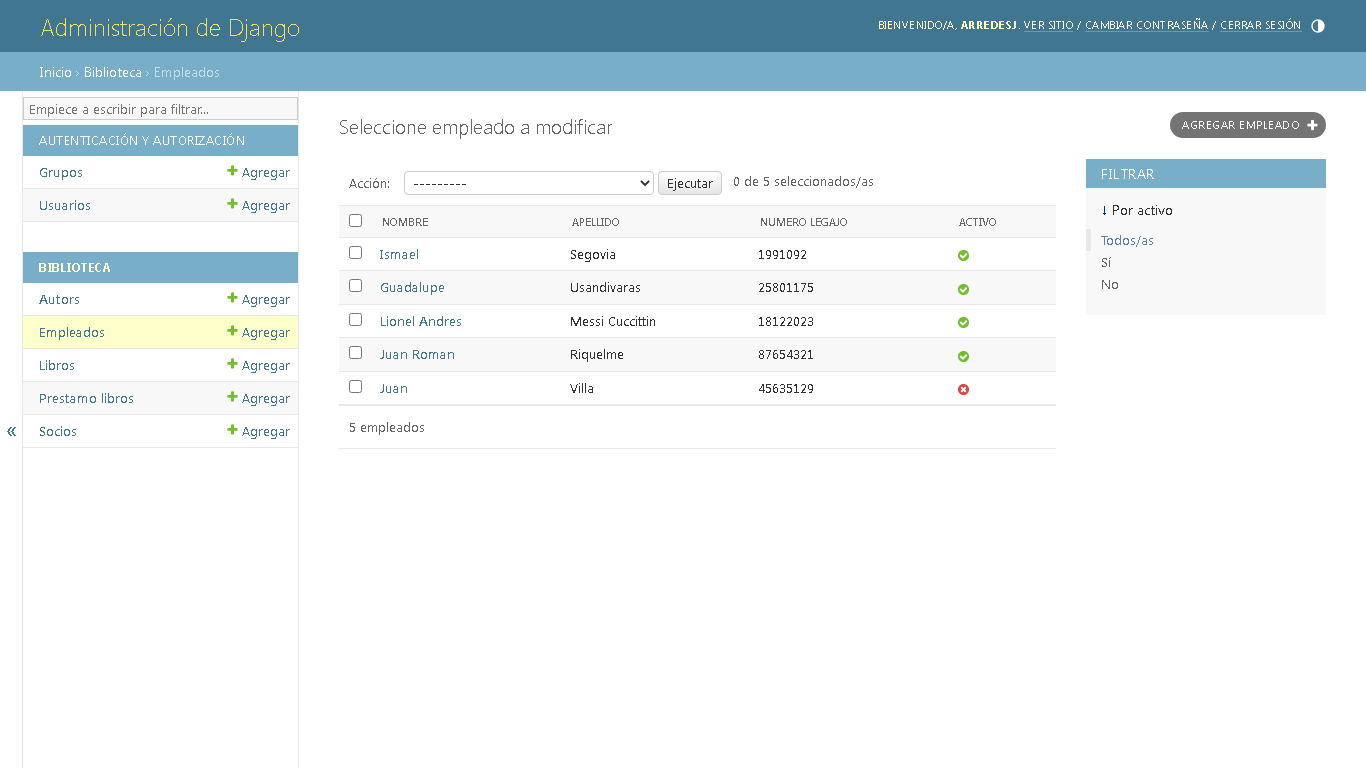 Administración de Django
BIENVENIDO/A, ARREDESJ. VER SITIO / CAMBIAR CONTRASEÑA / CERRAR SESIÓN
Inicio › Biblioteca › Empleados
Empiece a escribir para filtrar...
AUTENTICACIÓN Y AUTORIZACIÓN
Grupos Agregar
Usuarios Agregar
BIBLIOTECA
Autors Agregar
Empleados Agregar
Libros Agregar
Prestamo libros Agregar
Socios Agregar
«
Seleccione empleado a modificar
AGREGAR EMPLEADO
Acción: --------- Ejecutar 0 de 5 seleccionados/as
NOMBRE APELLIDO NUMERO LEGAJO ACTIVO
Ismael Segovia 1991092
Guadalupe Usandivaras 25801175
Lionel Andres Messi Cuccittin 18122023
Juan Roman Riquelme 87654321
Juan Villa 45635129
5 empleados
FILTRAR
↓ Por activo
Todos/as
Sí
No